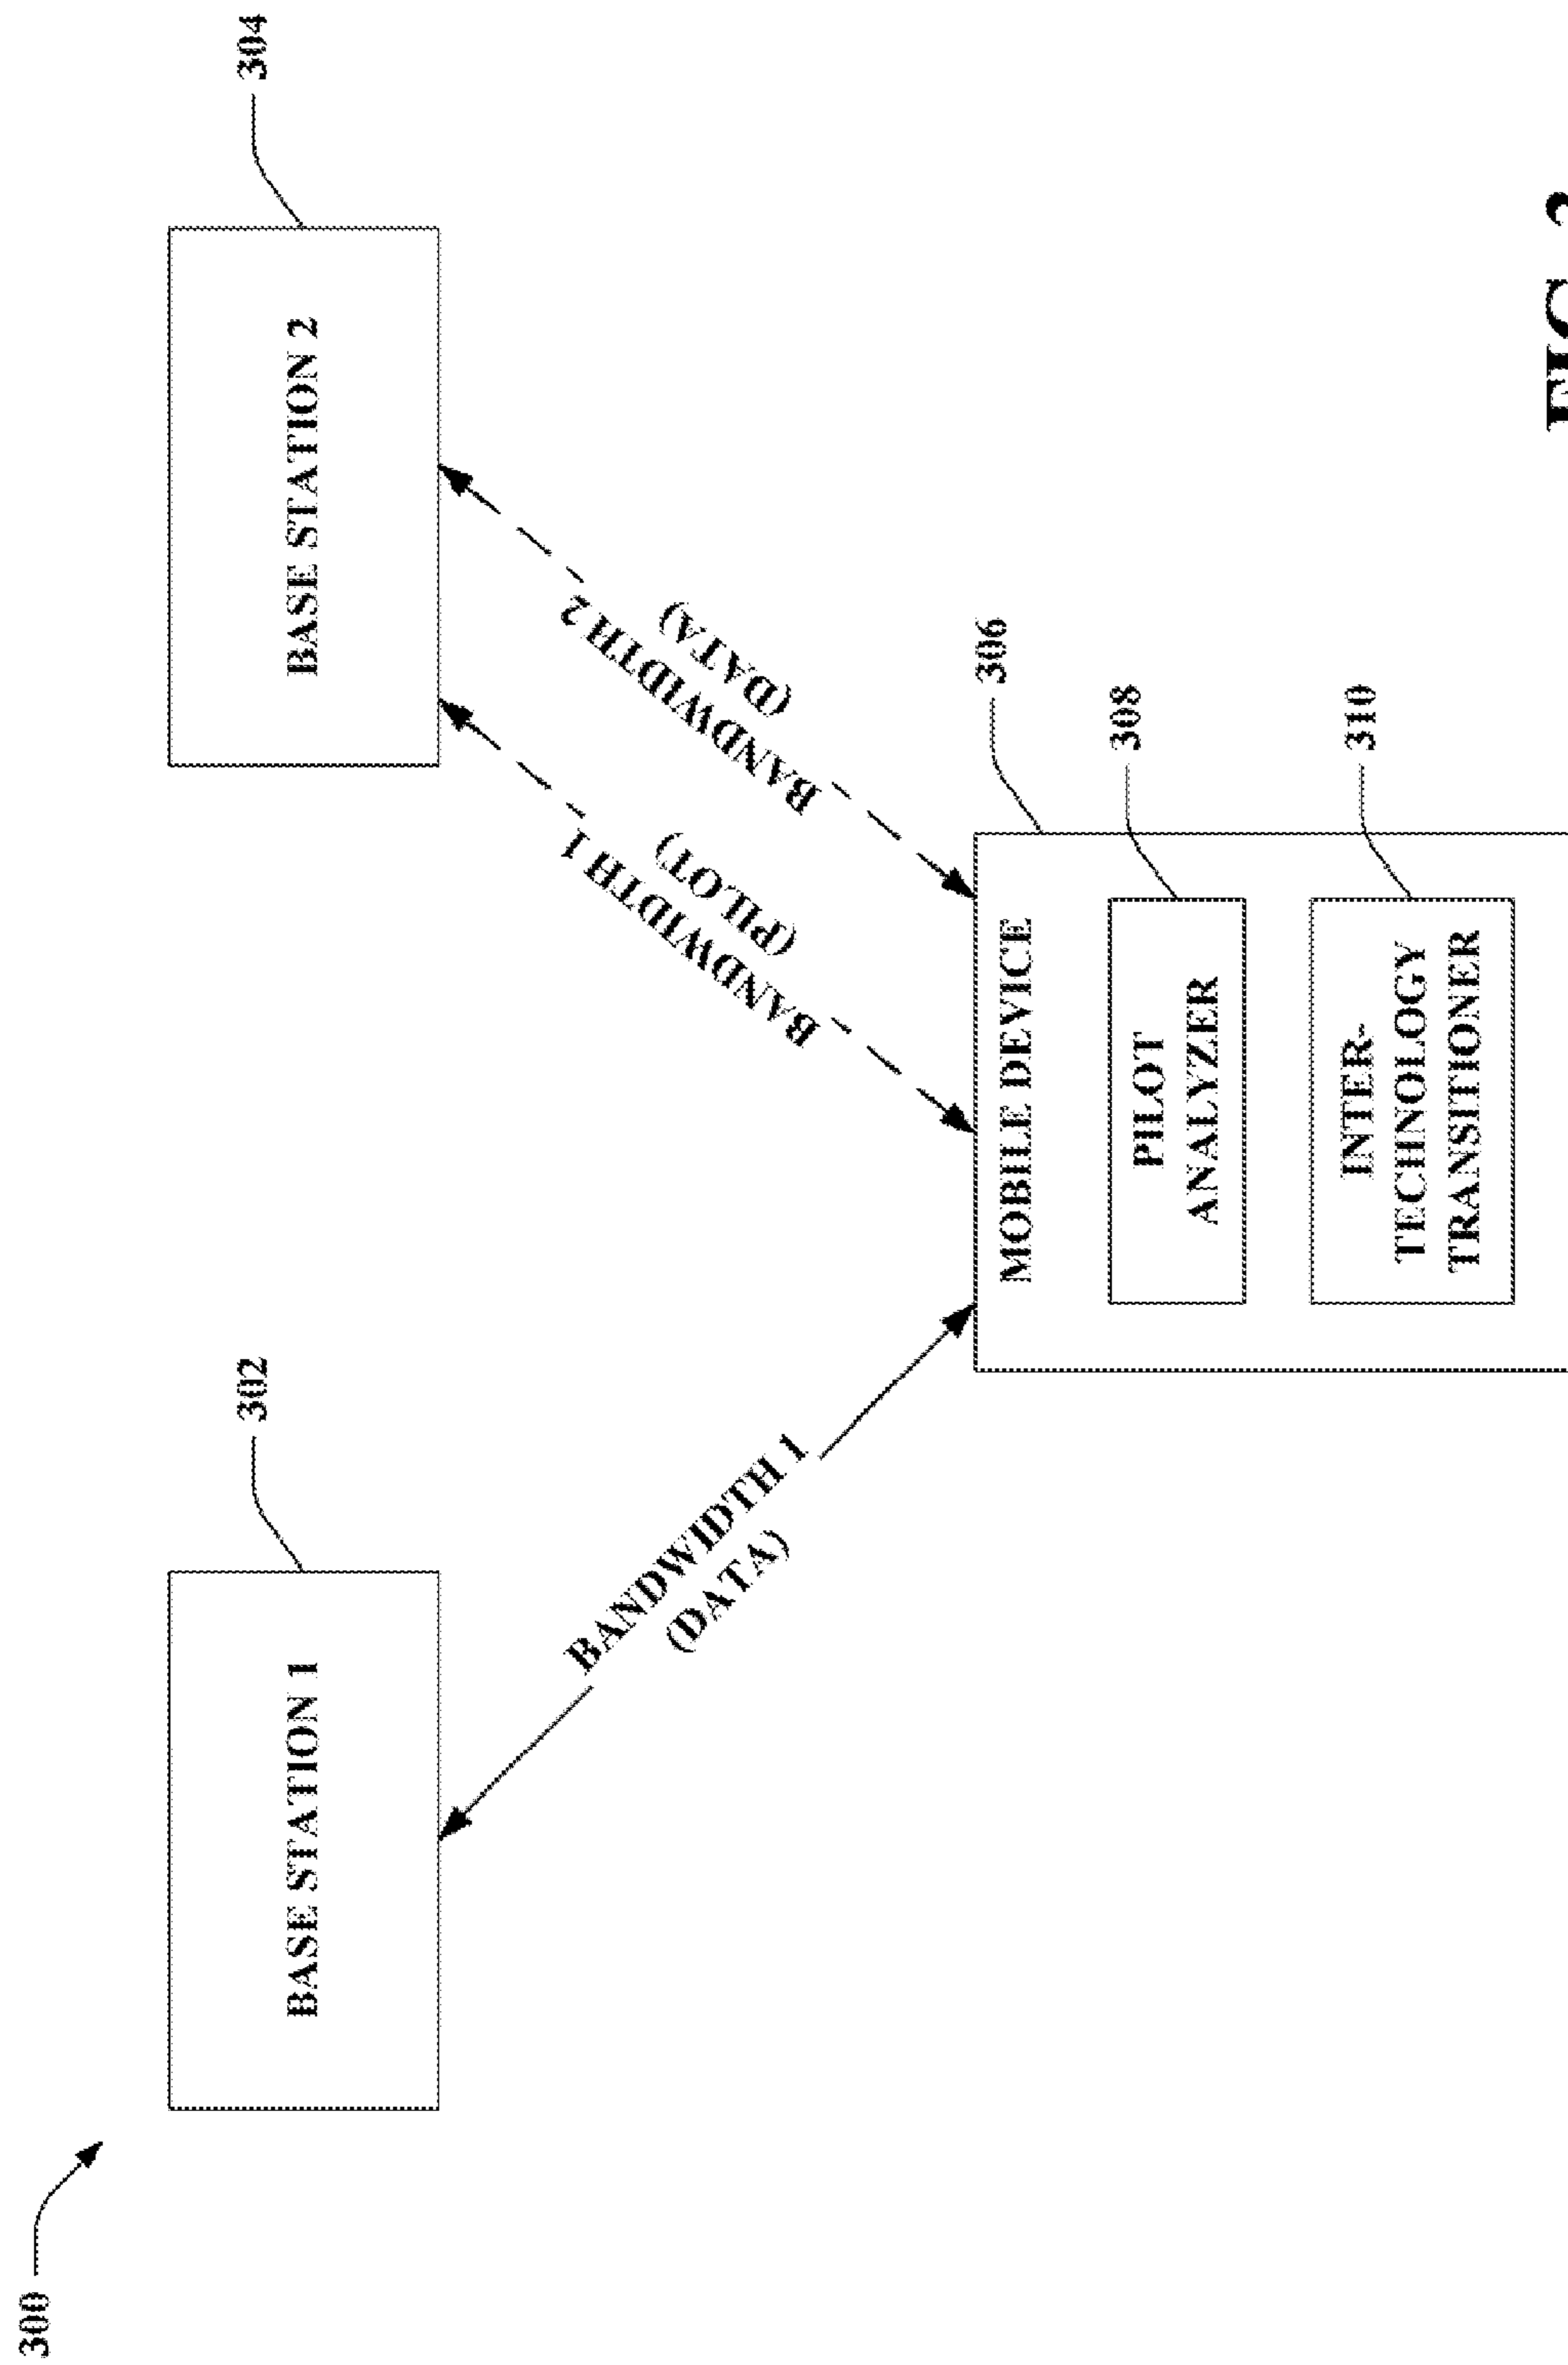 300
BASE STATION 1
302
BASE STATION 2
304
BANDWIDTH 1
(DATA)
BANDWIDTH 1
(PILOT)
BANDWIDTH 2
(DATA)
MOBILE DEVICE
306
PILOT
ANALYZER
308
INTER-
TECHNOLOGY
TRANSITIONER
310
FIG.